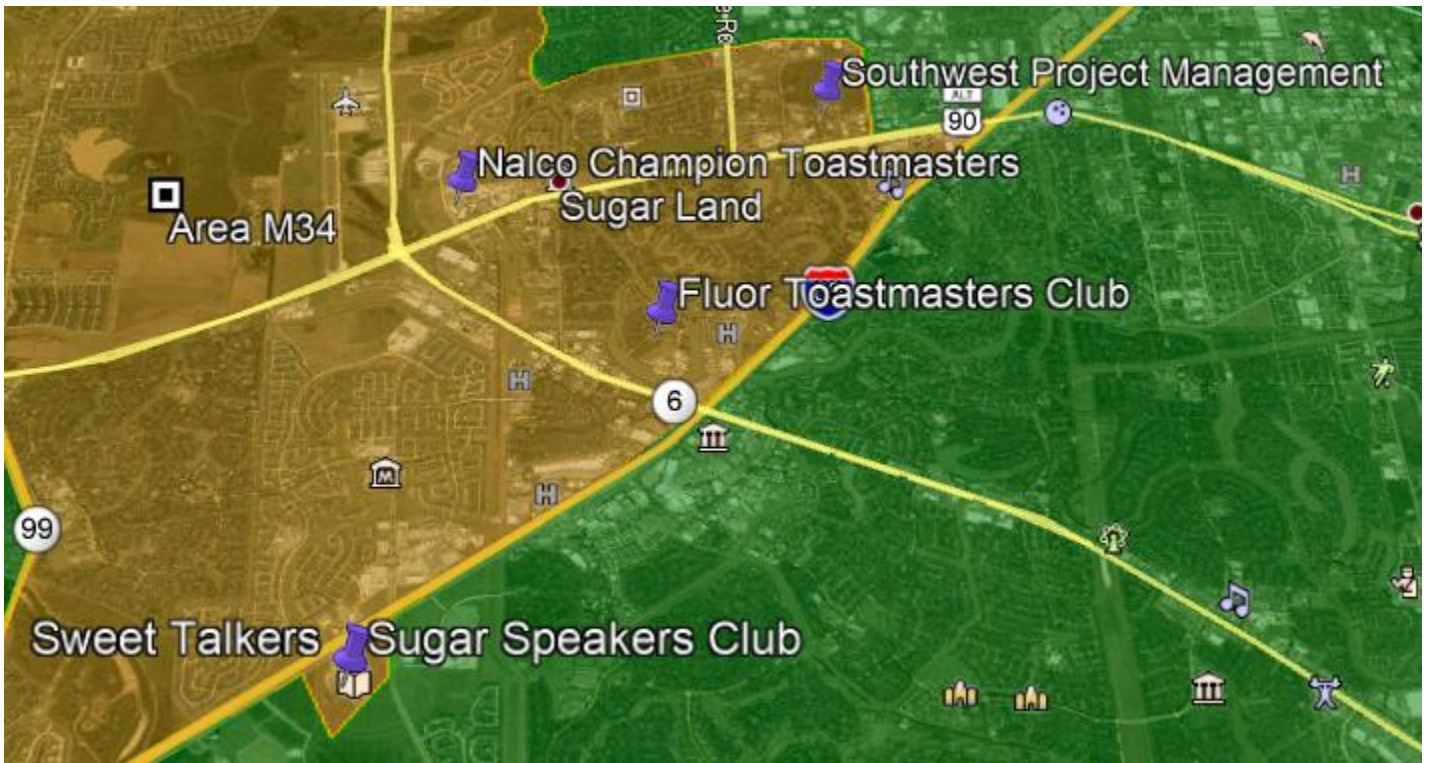 Southwest Project Management
ALT
90
Nalco Champion Toastmasters
Sugar Land
Area M34
Fluor Toastmasters Club
H
H
H
6
M
H
99
Sweet Talkers
Sugar Speakers Club